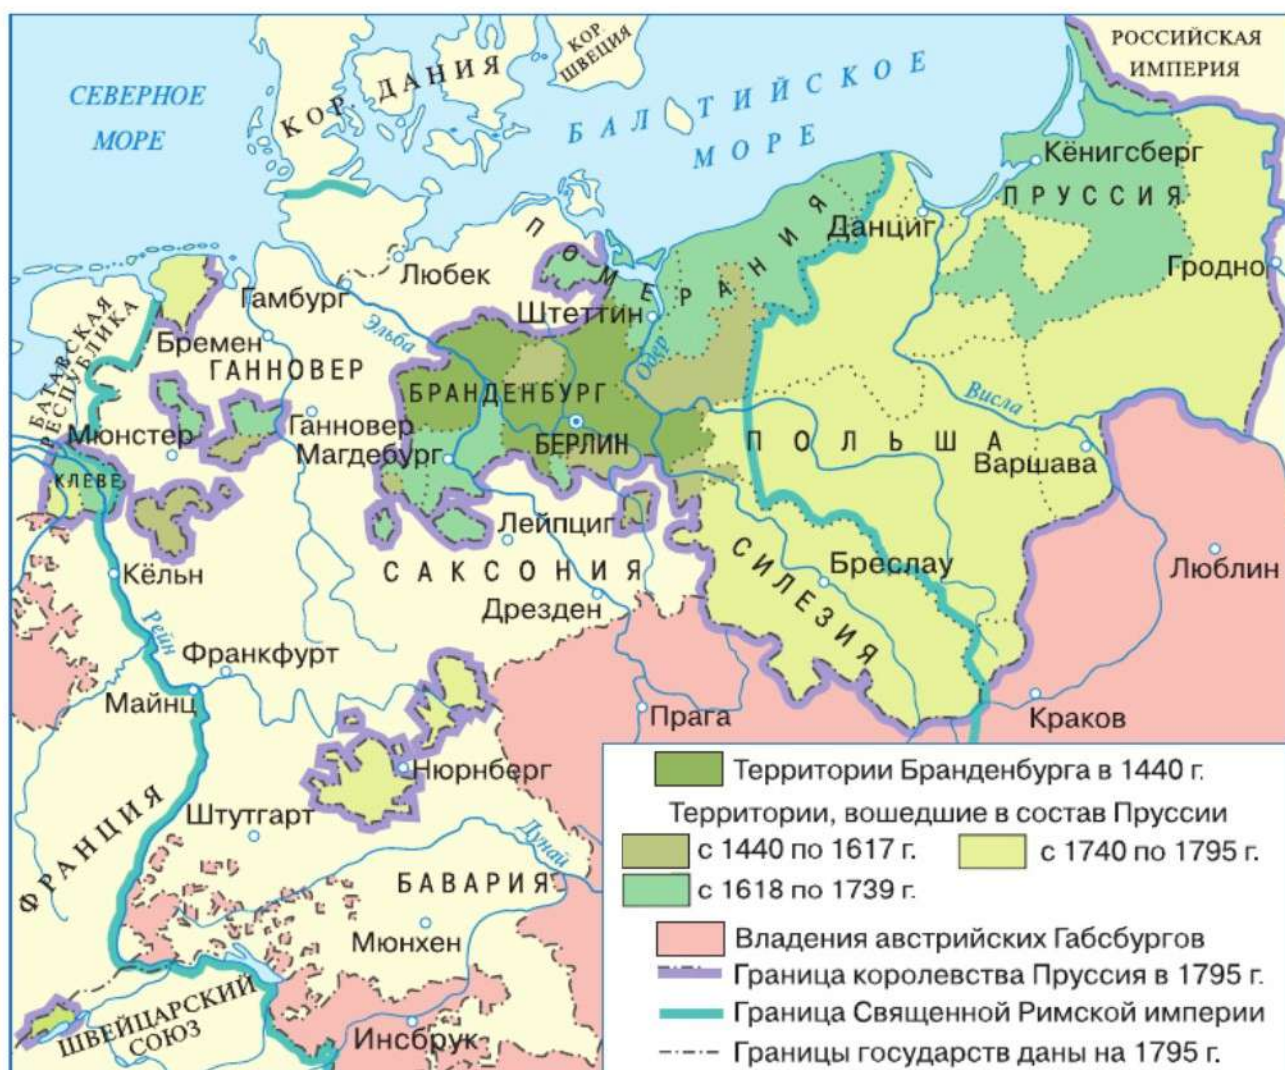 РОССИЙСКАЯ
ИМПЕРИЯ
КОР.
ШВЕЦИЯ
КОР. ДАНИЯ
СЕВЕРНОЕ
МОРЕ
БАЛТИЙСКОЕ
МОРЕ
Кёнигсберг
ПРУССИЯ
Данциг
Гродно
ПОМЕРАНИЯ
Любек
Гамбург
Штеттин
Эльба
Бремен
БАТАВСКАЯ
РЕСПУБЛИКА
ГАННОВЕР
Одер
БРАНДЕНБУРГ
Висла
Ганновер
Мюнстер
БЕРЛИН
ПОЛЬША
Магдебург
Варшава
КЛЕВЕ
Лейпциг
СИЛЕЗИЯ
Бреслау
Люблин
Кёльн
САКСОНИЯ
Дрезден
Рейн
Франкфурт
Майнц
Прага
Краков
Нюрнберг
ФРАНЦИЯ
Штутгарт
Дунай
БАВАРИЯ
Мюнхен
ШВЕЙЦАРСКИЙ
СОЮЗ
Инсбрук
Территории Бранденбурга в 1440 г.
Территории, вошедшие в состав Пруссии
с 1440 по 1617 г.
с 1740 по 1795 г.
с 1618 по 1739 г.
Владения австрийских Габсбургов
Граница королевства Пруссия в 1795 г.
Граница Священной Римской империи
Границы государств даны на 1795 г.